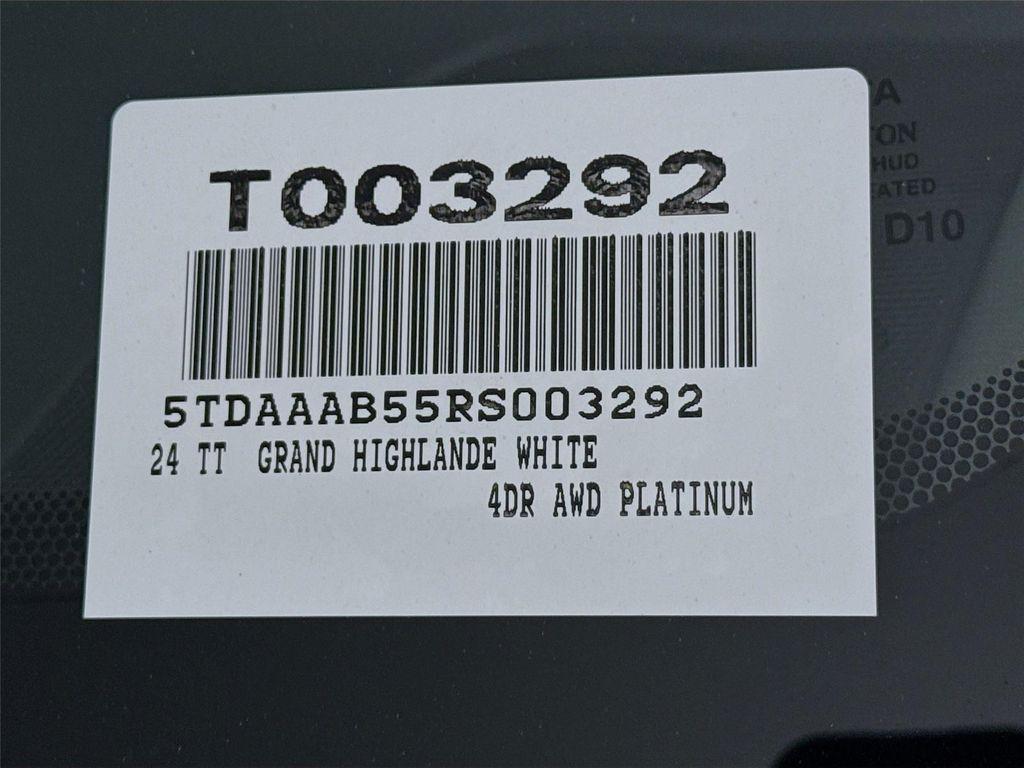 T003292
5TDAAAB55RS003292
24 TT GRAND HIGHLANDE WHITE
4DR AWD PLATINUM
D10